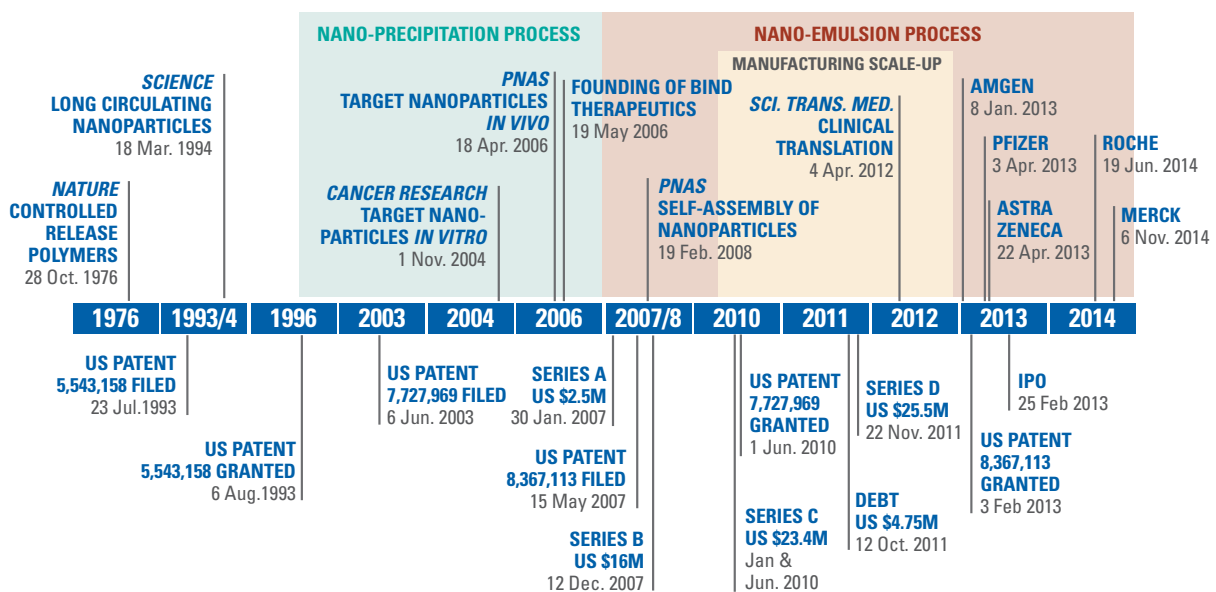 NANO-PRECIPITATION PROCESS
NANO-EMULSION PROCESS
MANUFACTURING SCALE-UP
NATURE
CONTROLLED
RELEASE
POLYMERS
28 Oct. 1976
SCIENCE
LONG CIRCULATING
NANOPARTICLES
18 Mar. 1994
CANCER RESEARCH
TARGET NANO-
PARTICLES IN VITRO
1 Nov. 2004
PNAS
TARGET NANOPARTICLES
IN VIVO
18 Apr. 2006
FOUNDING OF BIND
THERAPEUTICS
19 May 2006
PNAS
SELF-ASSEMBLY OF
NANOPARTICLES
19 Feb. 2008
SCI. TRANS. MED.
CLINICAL
TRANSLATION
4 Apr. 2012
AMGEN
8 Jan. 2013
PFIZER
3 Apr. 2013
ASTRA
ZENECA
22 Apr. 2013
ROCHE
19 Jun. 2014
MERCK
6 Nov. 2014
1976 1993/4 1996 2003 2004 2006 2007/8 2010 2011 2012 2013 2014
US PATENT
5,543,158 FILED
23 Jul.1993
US PATENT
5,543,158 GRANTED
6 Aug.1993
US PATENT
7,727,969 FILED
6 Jun. 2003
SERIES A
US $2.5M
30 Jan. 2007
US PATENT
8,367,113 FILED
15 May 2007
SERIES B
US $16M
12 Dec. 2007
US PATENT
7,727,969
GRANTED
1 Jun. 2010
SERIES C
US $23.4M
Jan &
Jun. 2010
SERIES D
US $25.5M
22 Nov. 2011
DEBT
US $4.75M
12 Oct. 2011
IPO
25 Feb 2013
US PATENT
8,367,113
GRANTED
3 Feb 2013